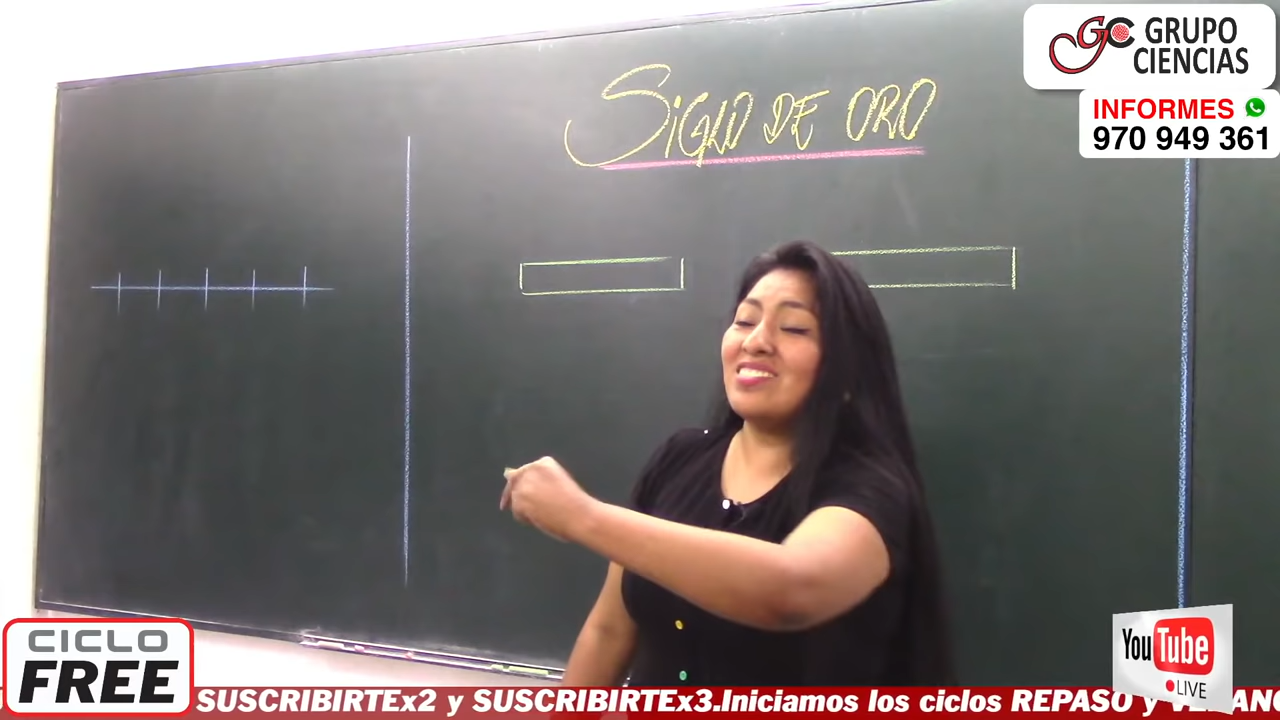 SIGLO DE ORO
GC GRUPO
CIENCIAS
INFORMES
970 949 361
CICLO
FREE
SUSCRIBIRTEx2 y SUSCRIBIRTEx3.Iniciamos los ciclos REPASO y
YouTube
LIVE